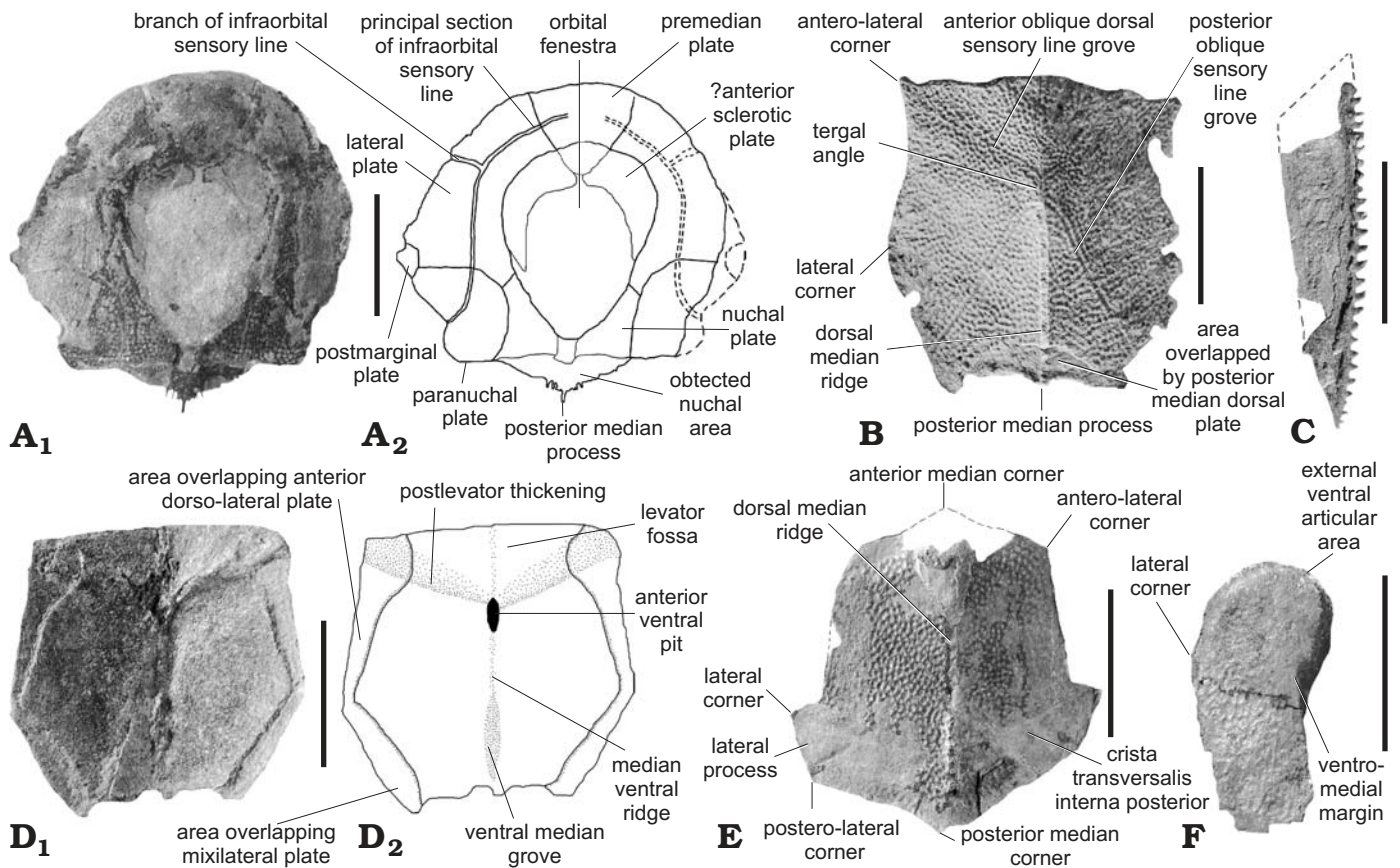 branch of infraorbital
sensory line
principal section
of infraorbital
sensory
line
orbital
fenestra
premedian
plate
?anterior
sclerotic
plate
lateral
plate
postmarginal
plate
paranuchal
plate
posterior median
process
obtected
nuchal
area
nuchal
plate
A1
A2
antero-lateral
corner
anterior oblique dorsal
sensory line grove
posterior
oblique
sensory
line
grove
tergal
angle
lateral
corner
dorsal
median
ridge
posterior median process
area
overlapped
by posterior
median dorsal
plate
B
C
area overlapping anterior
dorso-lateral plate
postlevator thickening
levator
fossa
anterior
ventral
pit
median
ventral
ridge
ventral median
grove
area overlapping
mixilateral plate
D1
D2
anterior median corner
dorsal median
ridge
antero-lateral
corner
lateral
corner
lateral
process
postero-lateral
corner
posterior median
corner
crista
transversalis
interna posterior
E
external
ventral
articular
area
lateral
corner
ventro-
medial
margin
F